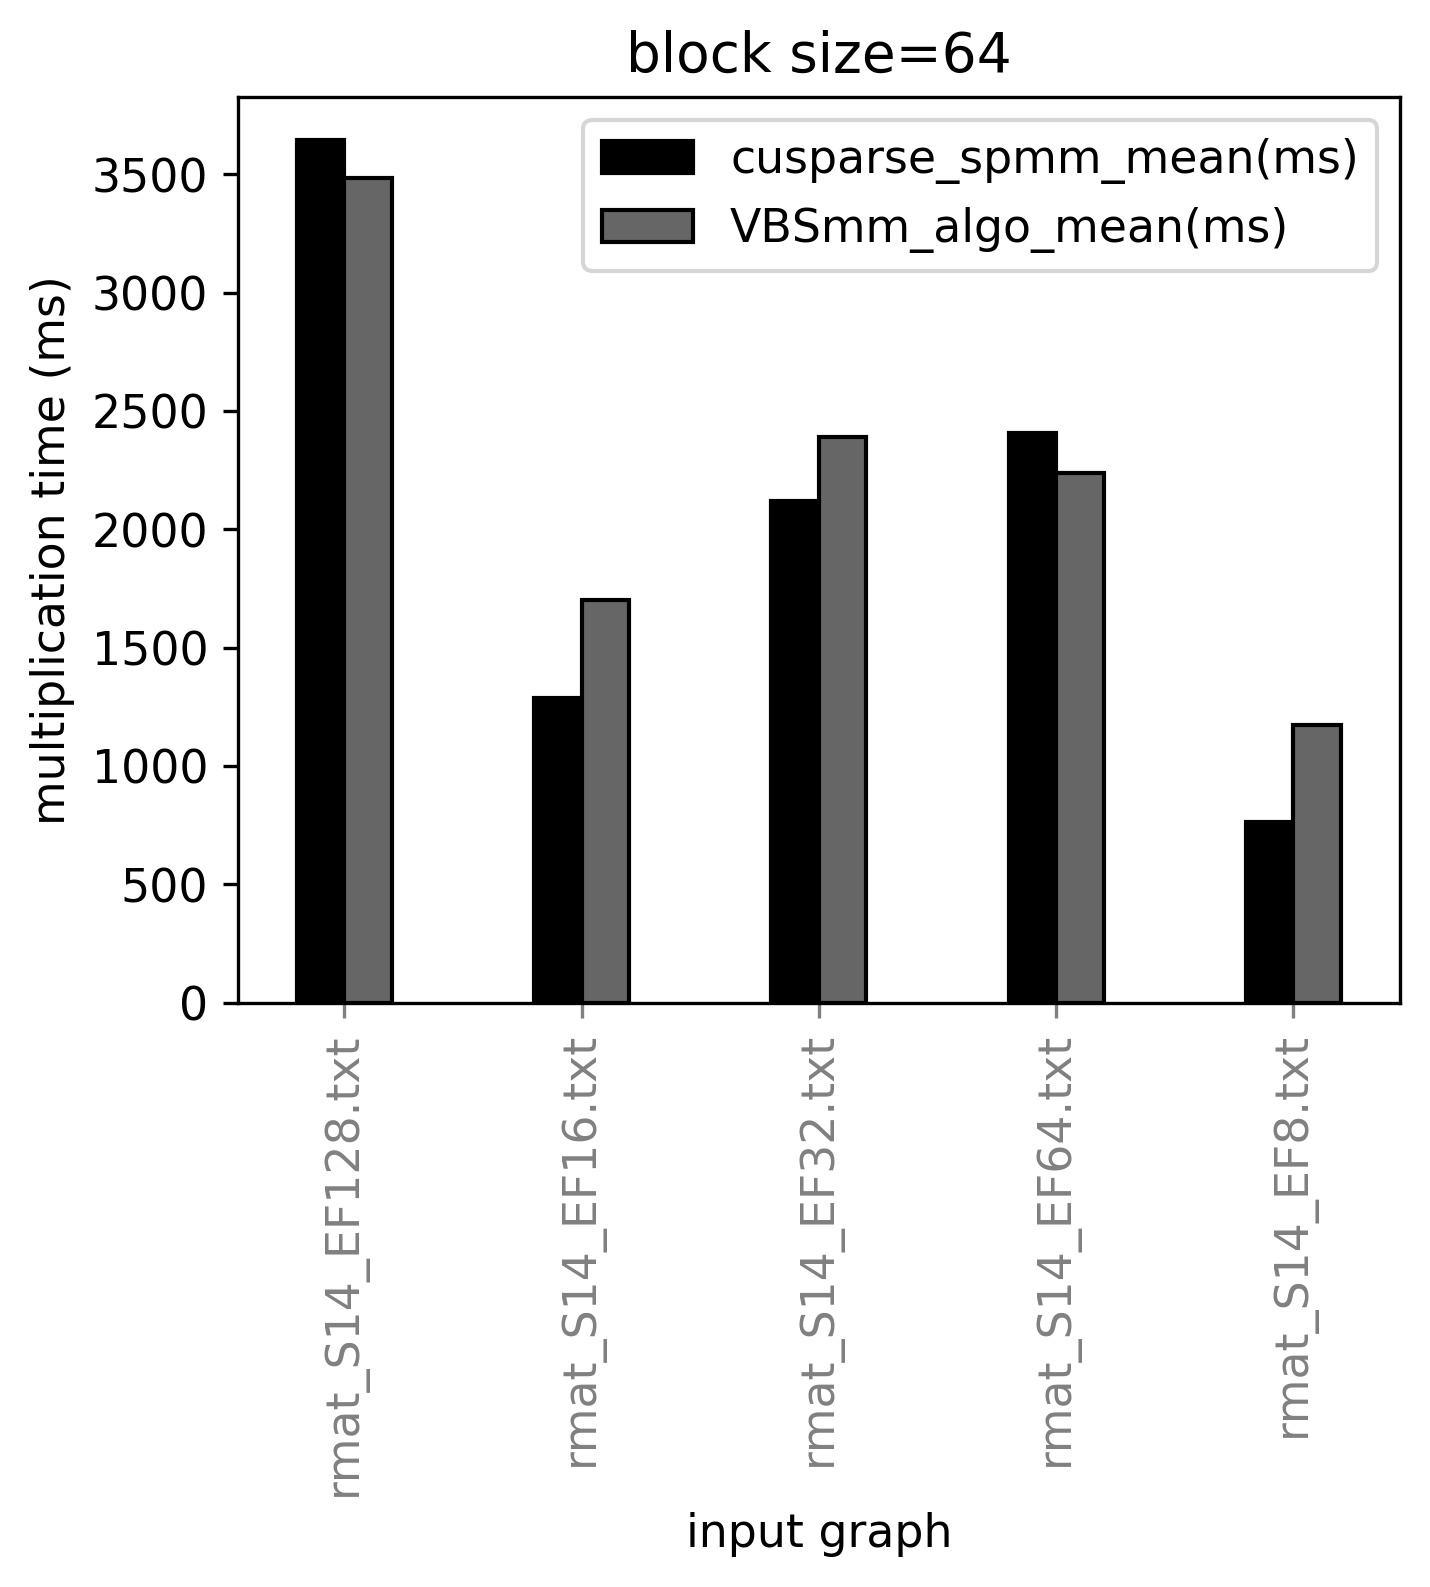 block size=64
cusparse_spmm_mean(ms)
VBSmm_algo_mean(ms)
multiplication time (ms)
3500
3000
2500
2000
1500
1000
500
0
rmat_S14_EF128.txt
rmat_S14_EF16.txt
rmat_S14_EF32.txt
rmat_S14_EF64.txt
rmat_S14_EF8.txt
input graph